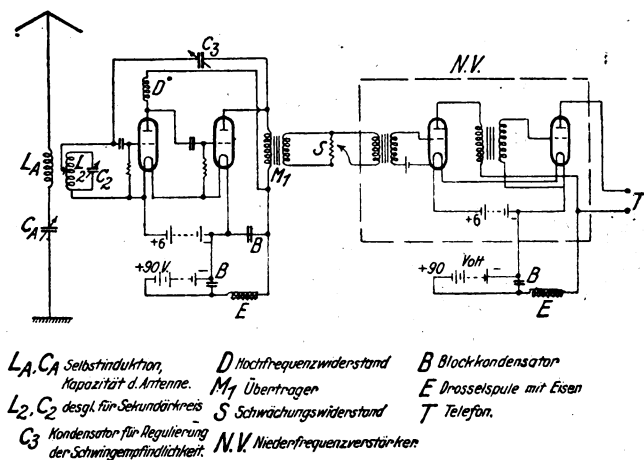 N.V.
C3
D°
LA
L2
C2
CA
S
M1
+6
B
+90 V. -
B
E
+6 -
+90 Volt -
B
E
T
LA, CA Selbstinduktion,
Kapazität d. Antenne.
L2, C2 desgl. für Sekundärkreis
C3 Kondensator für Regulierung
der Schwingempfindlichkeit.
D Hochfrequenzwiderstand
M1 Übertrager
S Schwächungswiderstand
N.V. Niederfrequenzverstärker.
B Blockkondensator
E Drosselspule mit Eisen
T Telefon.